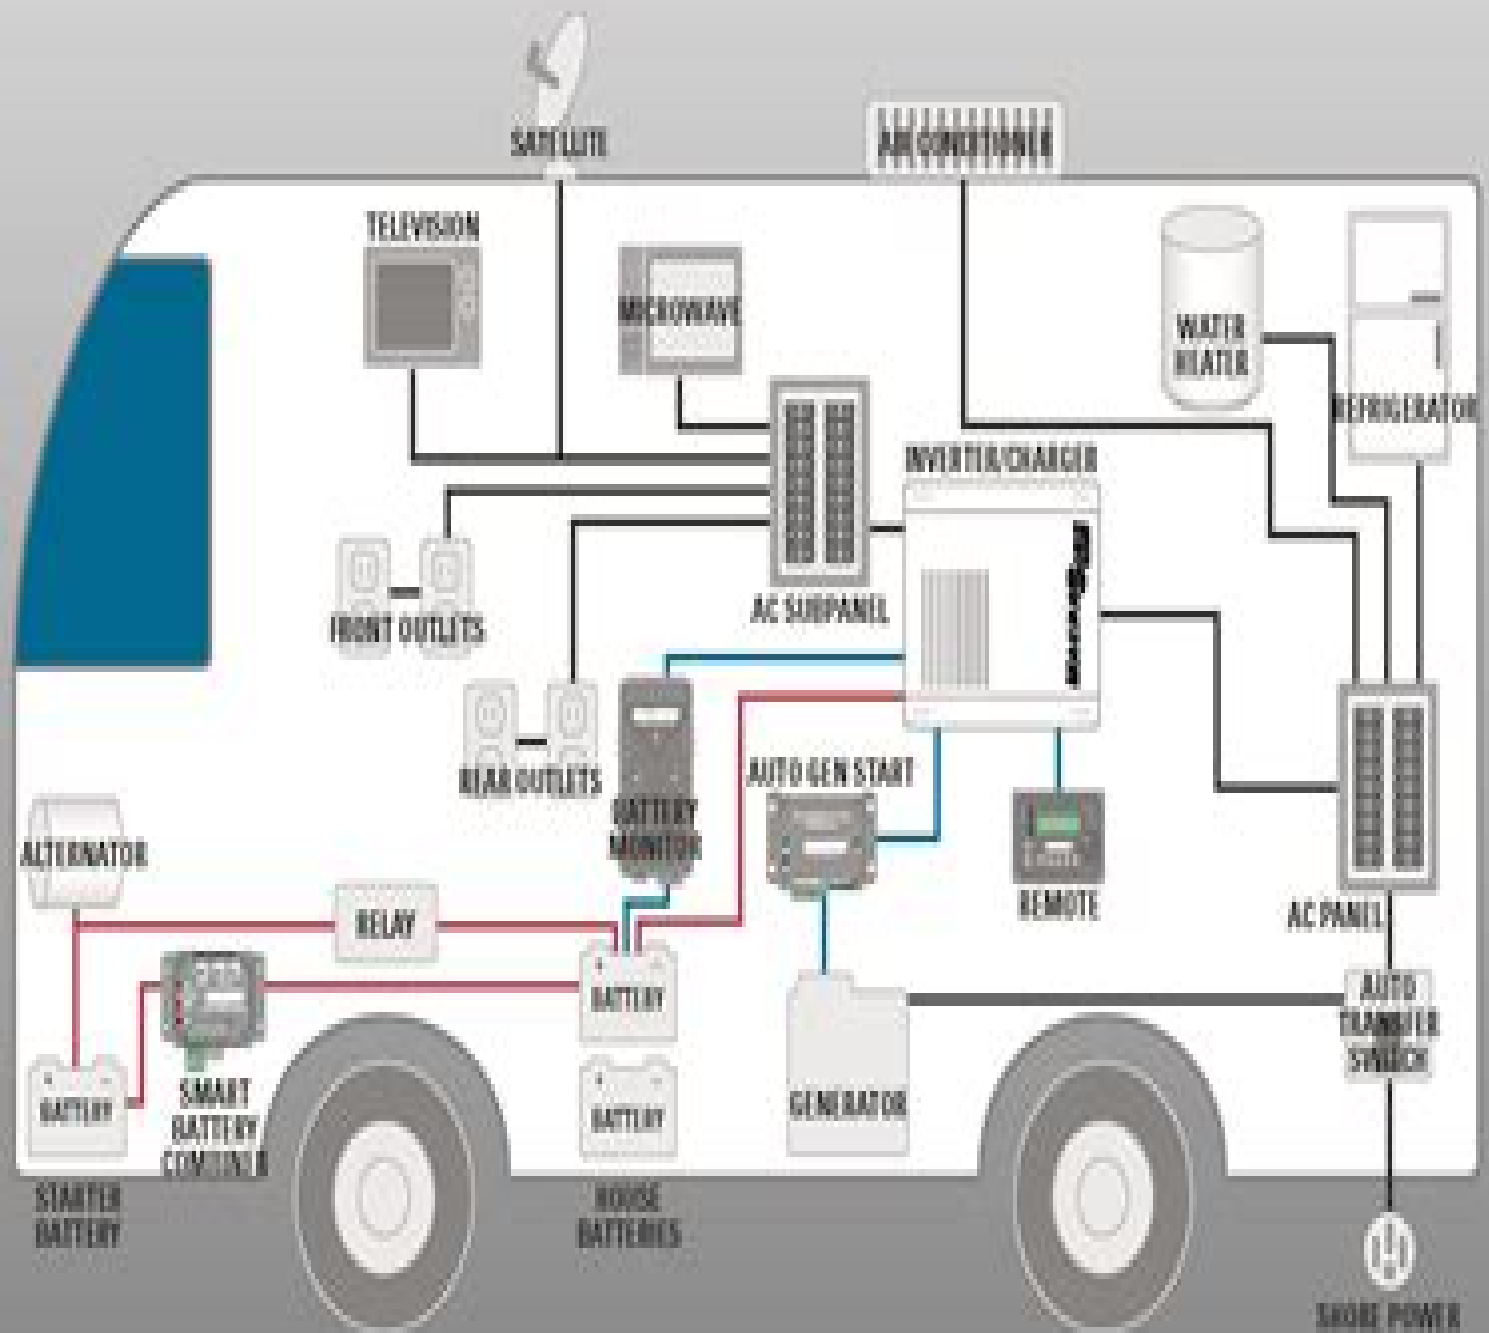 SATELLITE
AIR CONDITIONER
TELEVISION
MICROWAVE
WATER
HEATER
REFRIGERATOR
INVERTER/CHARGER
AC SUBPANEL
FRONT OUTLETS
REAR OUTLETS
BATTERY
MONITOR
AUTO GEN START
REMOTE
ALTERNATOR
RELAY
AC PANEL
AUTO
TRANSFER
SWITCH
BATTERY
BATTERY
BATTERY
SMART
BATTERY
COMBINER
GENERATOR
STARTER
BATTERY
HOUSE
BATTERIES
SHORE POWER